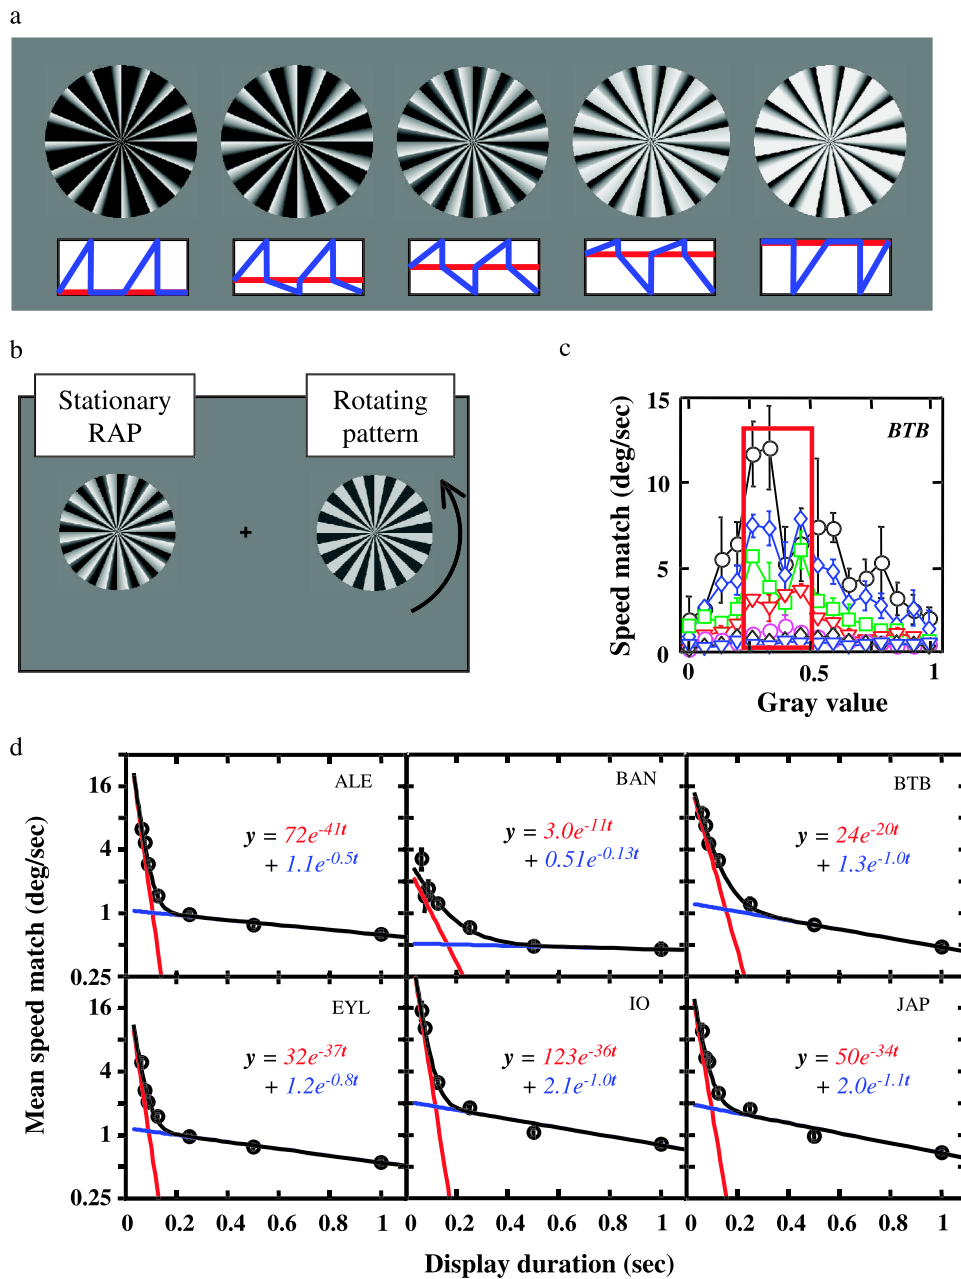 a
b
Stationary
RAP
Rotating
pattern
+
c
15
10
5
0
Speed match (deg/sec)
BTB
0
0.5
1
Gray value
d
Mean speed match (deg/sec)
16
4
1
0.25
ALE
y = 72e^-41t
+ 1.1e^-0.5t
BAN
y = 3.0e^-11t
+ 0.51e^-0.13t
BTB
y = 24e^-20t
+ 1.3e^-1.0t
16
4
1
0.25
EYL
y = 32e^-37t
+ 1.2e^-0.8t
IO
y = 123e^-36t
+ 2.1e^-1.0t
JAP
y = 50e^-34t
+ 2.0e^-1.1t
0 0.2 0.4 0.6 0.8 1
0 0.2 0.4 0.6 0.8 1
0 0.2 0.4 0.6 0.8 1
Display duration (sec)